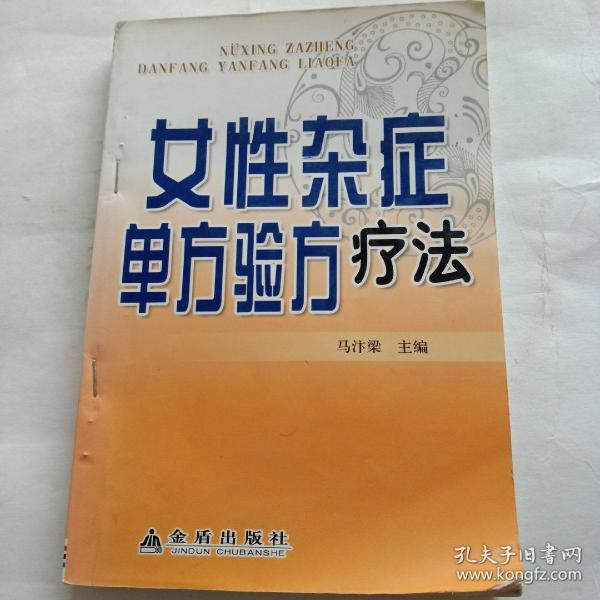 NÜXING ZAZHENG
DANFANG YANFANG LIAOFA
女性杂症
单方验方疗法
马汴梁 主编
金盾出版社
JINDUN CHUBANSHE
孔夫子旧书网
www.kongfz.com